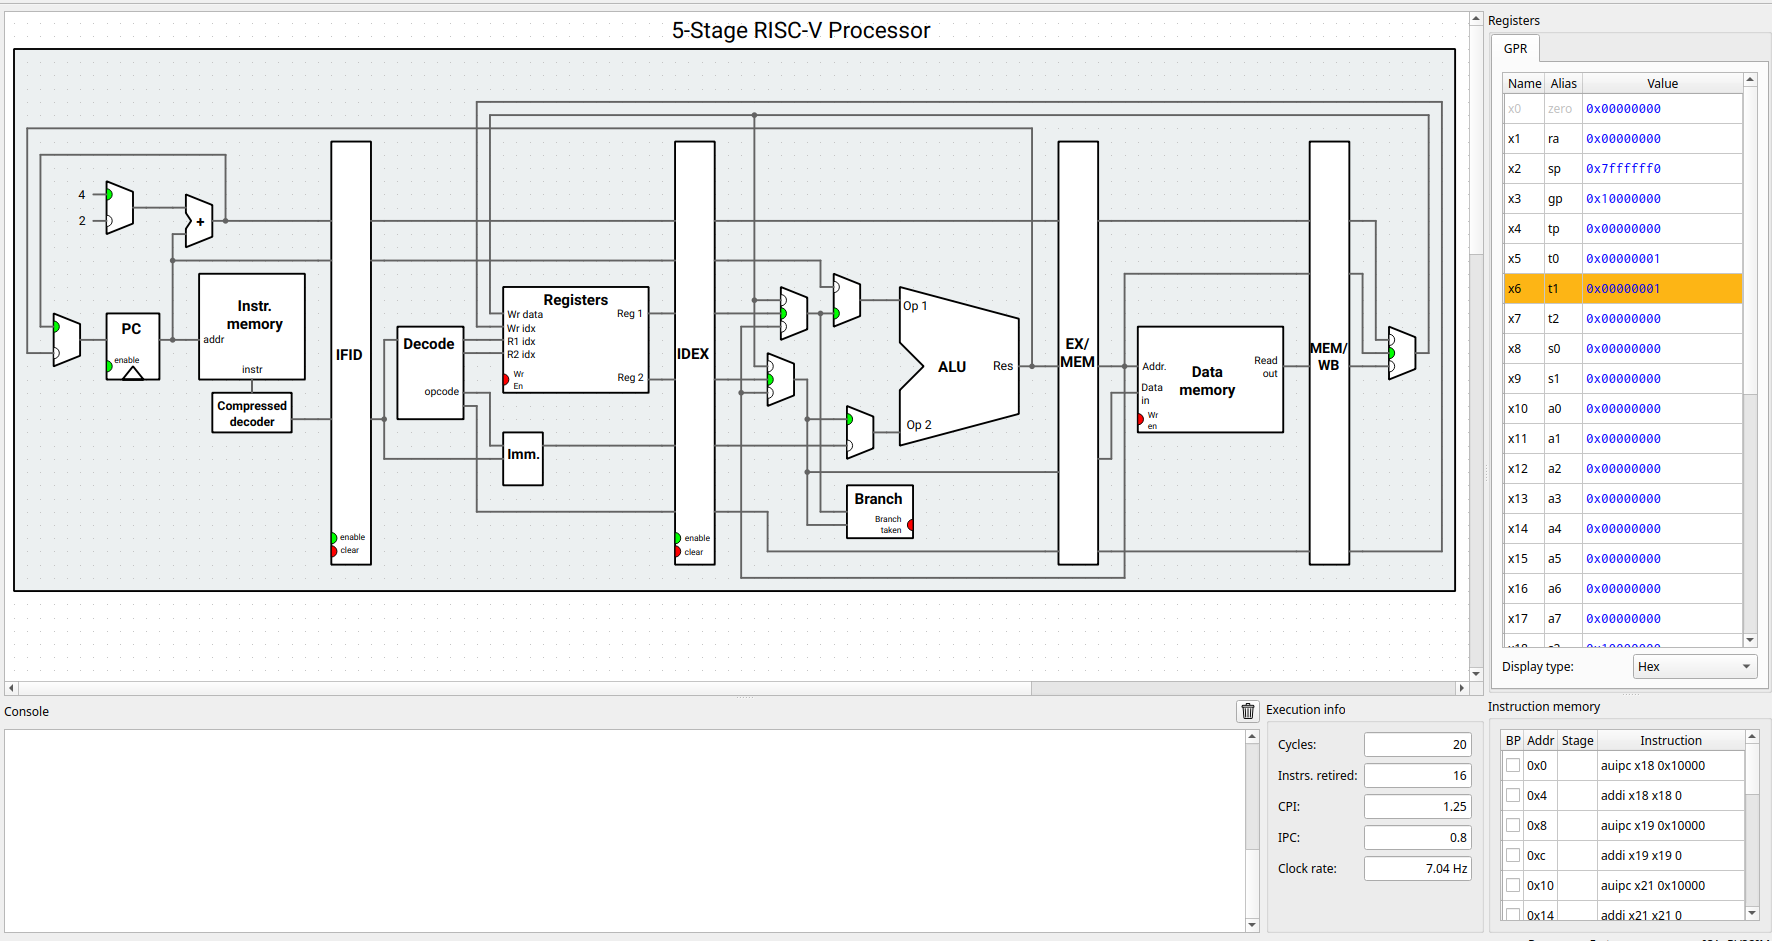 5-Stage RISC-V Processor
4
2
+
PC
enable
Instr.
memory
addr
instr
Compressed
decoder
IFID
enable
clear
Decode
opcode
Registers
Wr data
Wr idx
R1 idx
R2 idx
Wr
En
Reg 1
Reg 2
Imm.
IDEX
enable
clear
Op 1
ALU
Res
Op 2
Branch
Branch
taken
EX/
MEM
Addr.
Data
in
Wr
en
Data
memory
Read
out
MEM/
WB
Registers
GPR
Name Alias Value
x0 zero 0x00000000
x1 ra 0x00000000
x2 sp 0x7ffffff0
x3 gp 0x10000000
x4 tp 0x00000000
x5 t0 0x00000001
x6 t1 0x00000001
x7 t2 0x00000000
x8 s0 0x00000000
x9 s1 0x00000000
x10 a0 0x00000000
x11 a1 0x00000000
x12 a2 0x00000000
x13 a3 0x00000000
x14 a4 0x00000000
x15 a5 0x00000000
x16 a6 0x00000000
x17 a7 0x00000000
Display type: Hex
Console
Execution info
Cycles: 20
Instrs. retired: 16
CPI: 1.25
IPC: 0.8
Clock rate: 7.04 Hz
Instruction memory
BP Addr Stage Instruction
0x0 auipc x18 0x10000
0x4 addi x18 x18 0
0x8 auipc x19 0x10000
0xc addi x19 x19 0
0x10 auipc x21 0x10000
0x14 addi x21 x21 0